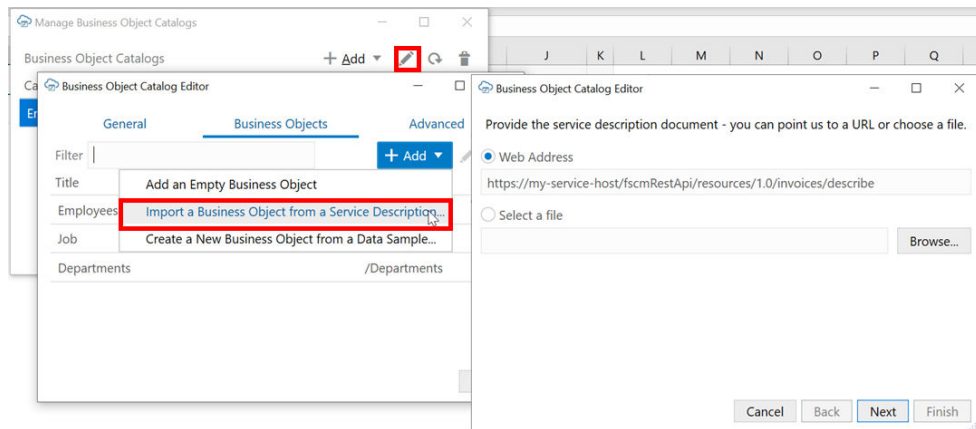 Manage Business Object Catalogs
Business Object Catalogs
Add
J K L M N O P Q
Business Object Catalog Editor
General Business Objects Advanced
Filter
Add
Title
Add an Empty Business Object
Employees
Import a Business Object from a Service Description...
Job
Create a New Business Object from a Data Sample...
Departments /Departments
Business Object Catalog Editor
Provide the service description document - you can point us to a URL or choose a file.
Web Address
https://my-service-host/fscmRestApi/resources/1.0/invoices/describe
Select a file
Browse...
Cancel Back Next Finish